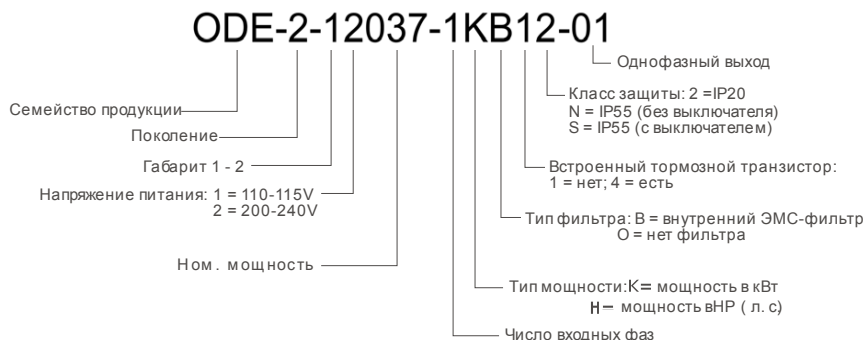 ODE-2-12037-1KB12-01
Однофазный выход
Класс защиты: 2 =IP20
N = IP55 (без выключателя)
S = IP55 (с выключателем)
Семейство продукции
Поколение
Габарит 1 - 2
Встроенный тормозной транзистор:
1 = нет; 4 = есть
Напряжение питания: 1 = 110-115V
2 = 200-240V
Тип фильтра: B = внутренний ЭМС-фильтр
O = нет фильтра
Ном. мощность
Тип мощности:K= мощность в кВт
H= мощность вHP ( л. с)
Число входных фаз